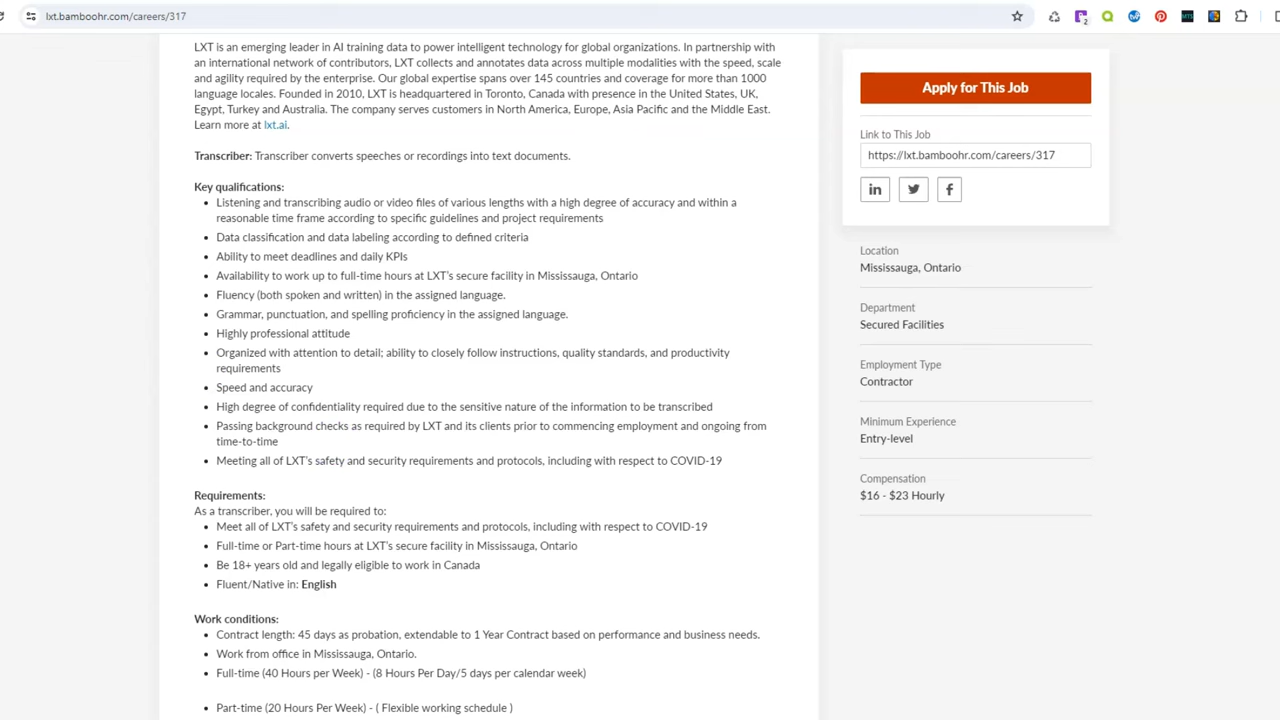 lxt.bamboohr.com/careers/317
LXT is an emerging leader in AI training data to power intelligent technology for global organizations. In partnership with
an international network of contributors, LXT collects and annotates data across multiple modalities with the speed, scale
and agility required by the enterprise. Our global expertise spans over 145 countries and coverage for more than 1000
language locales. Founded in 2010, LXT is headquartered in Toronto, Canada with presence in the United States, UK,
Egypt, Turkey and Australia. The company serves customers in North America, Europe, Asia Pacific and the Middle East.
Learn more at lxt.ai.
Transcriber: Transcriber converts speeches or recordings into text documents.
Key qualifications:
• Listening and transcribing audio or video files of various lengths with a high degree of accuracy and within a
reasonable time frame according to specific guidelines and project requirements
• Data classification and data labeling according to defined criteria
• Ability to meet deadlines and daily KPIs
• Availability to work up to full-time hours at LXT's secure facility in Mississauga, Ontario
• Fluency (both spoken and written) in the assigned language.
• Grammar, punctuation, and spelling proficiency in the assigned language.
• Highly professional attitude
• Organized with attention to detail; ability to closely follow instructions, quality standards, and productivity
requirements
• Speed and accuracy
• High degree of confidentiality required due to the sensitive nature of the information to be transcribed
• Passing background checks as required by LXT and its clients prior to commencing employment and ongoing from
time-to-time
• Meeting all of LXT's safety and security requirements and protocols, including with respect to COVID-19
Requirements:
As a transcriber, you will be required to:
• Meet all of LXT's safety and security requirements and protocols, including with respect to COVID-19
• Full-time or Part-time hours at LXT's secure facility in Mississauga, Ontario
• Be 18+ years old and legally eligible to work in Canada
• Fluent/Native in: English
Work conditions:
• Contract length: 45 days as probation, extendable to 1 Year Contract based on performance and business needs.
• Work from office in Mississauga, Ontario.
• Full-time (40 Hours per Week) - (8 Hours Per Day/5 days per calendar week)
• Part-time (20 Hours Per Week) - ( Flexible working schedule )
Apply for This Job
Link to This Job
https://lxt.bamboohr.com/careers/317
in
f
Location
Mississauga, Ontario
Department
Secured Facilities
Employment Type
Contractor
Minimum Experience
Entry-level
Compensation
$16 - $23 Hourly